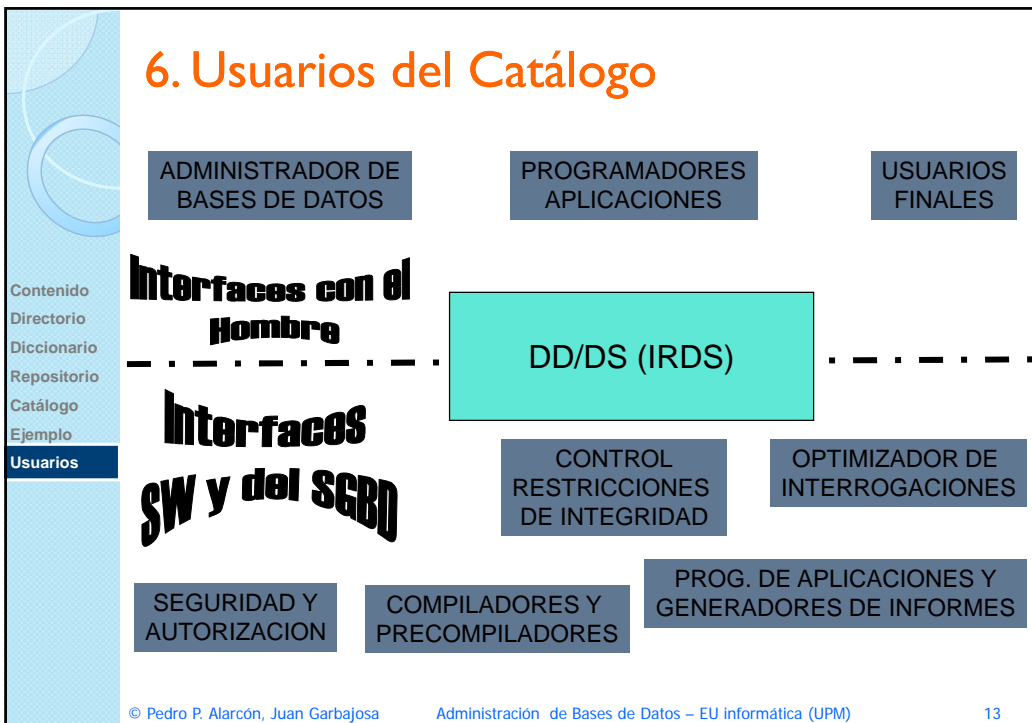 6. Usuarios del Catálogo
ADMINISTRADOR DE
BASES DE DATOS
PROGRAMADORES
APLICACIONES
USUARIOS
FINALES
Contenido
Directorio
Diccionario
Repositorio
Catálogo
Ejemplo
Usuarios
Interfaces con el
Hombre
DD/DS (IRDS)
Interfaces
SW y del SGBD
CONTROL
RESTRICCIONES
DE INTEGRIDAD
OPTIMIZADOR DE
INTERROGACIONES
SEGURIDAD Y
AUTORIZACION
COMPILADORES Y
PRECOMPILADORES
PROG. DE APLICACIONES Y
GENERADORES DE INFORMES
© Pedro P. Alarcón, Juan Garbajosa
Administración de Bases de Datos – EU informática (UPM)
13